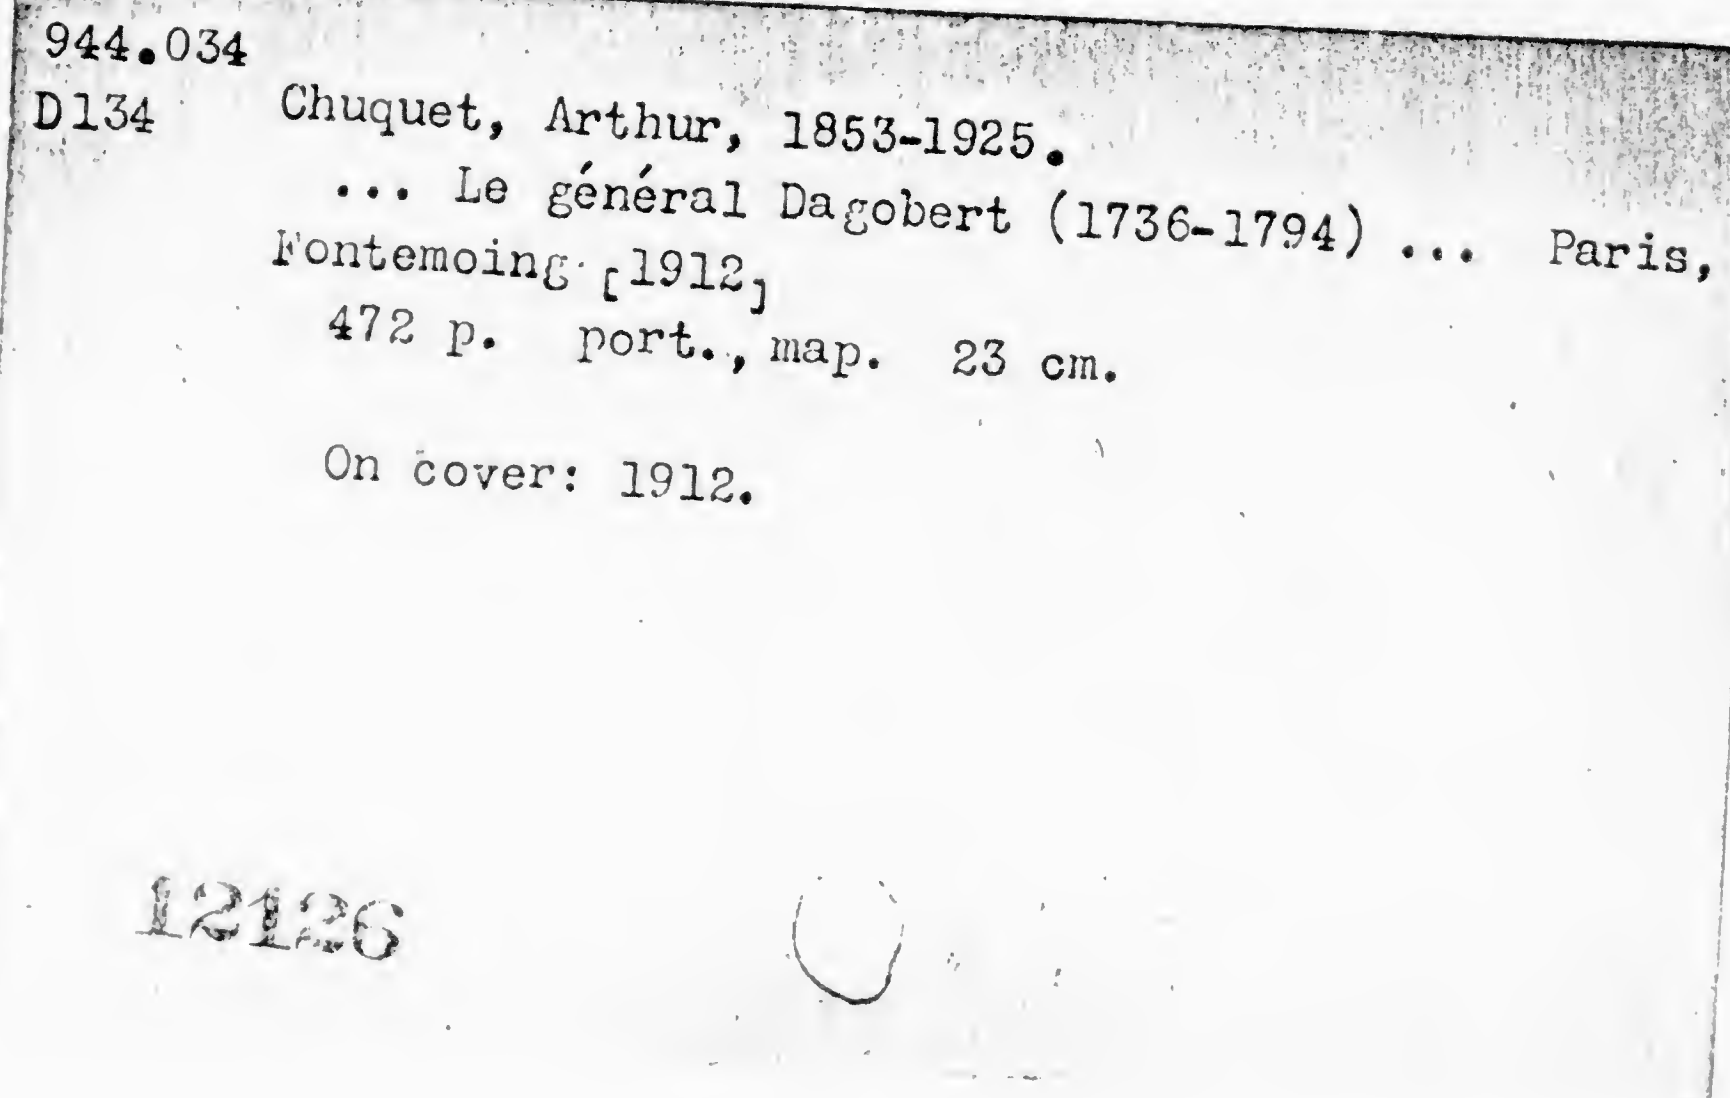 944.034
D134 Chuquet, Arthur, 1853-1925.
... Le général Dagobert (1736-1794) ... Paris,
Fontemoing [1912]
472 p. port., map. 23 cm.
On cover: 1912.
12126